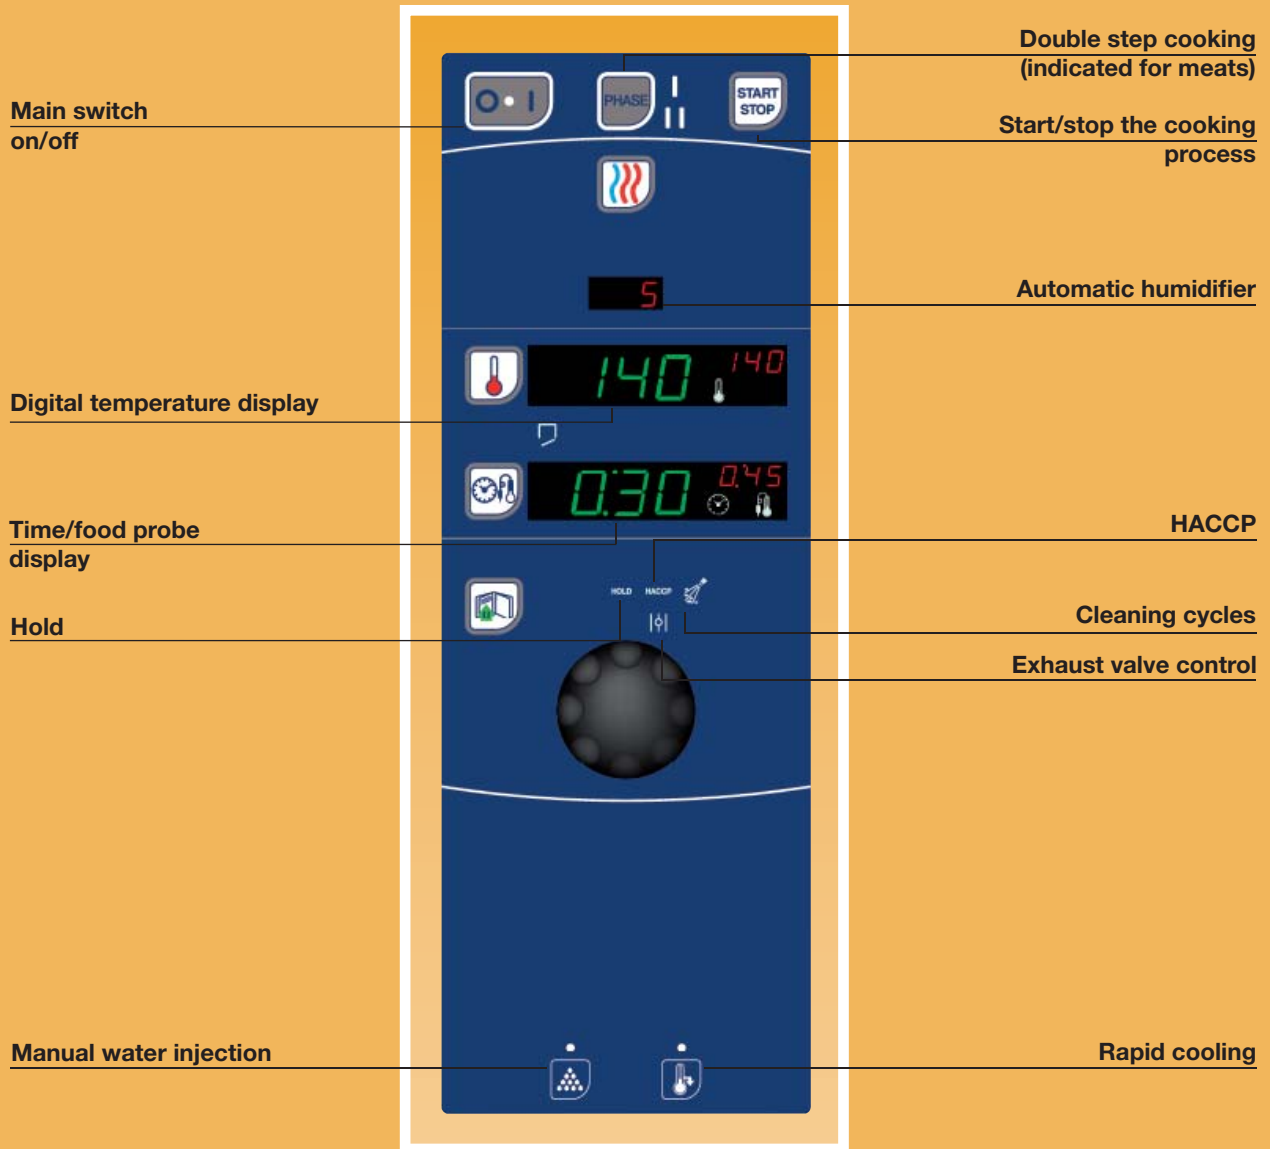 Double step cooking
(indicated for meats)
Main switch
on/off
O • I
PHASE
I
II
START
STOP
Start/stop the cooking
process
5
Automatic humidifier
140
140
Digital temperature display
0:30
0:45
Time/food probe
display
HACCP
HOLD HACCP
Hold
Cleaning cycles
Exhaust valve control
Manual water injection
Rapid cooling